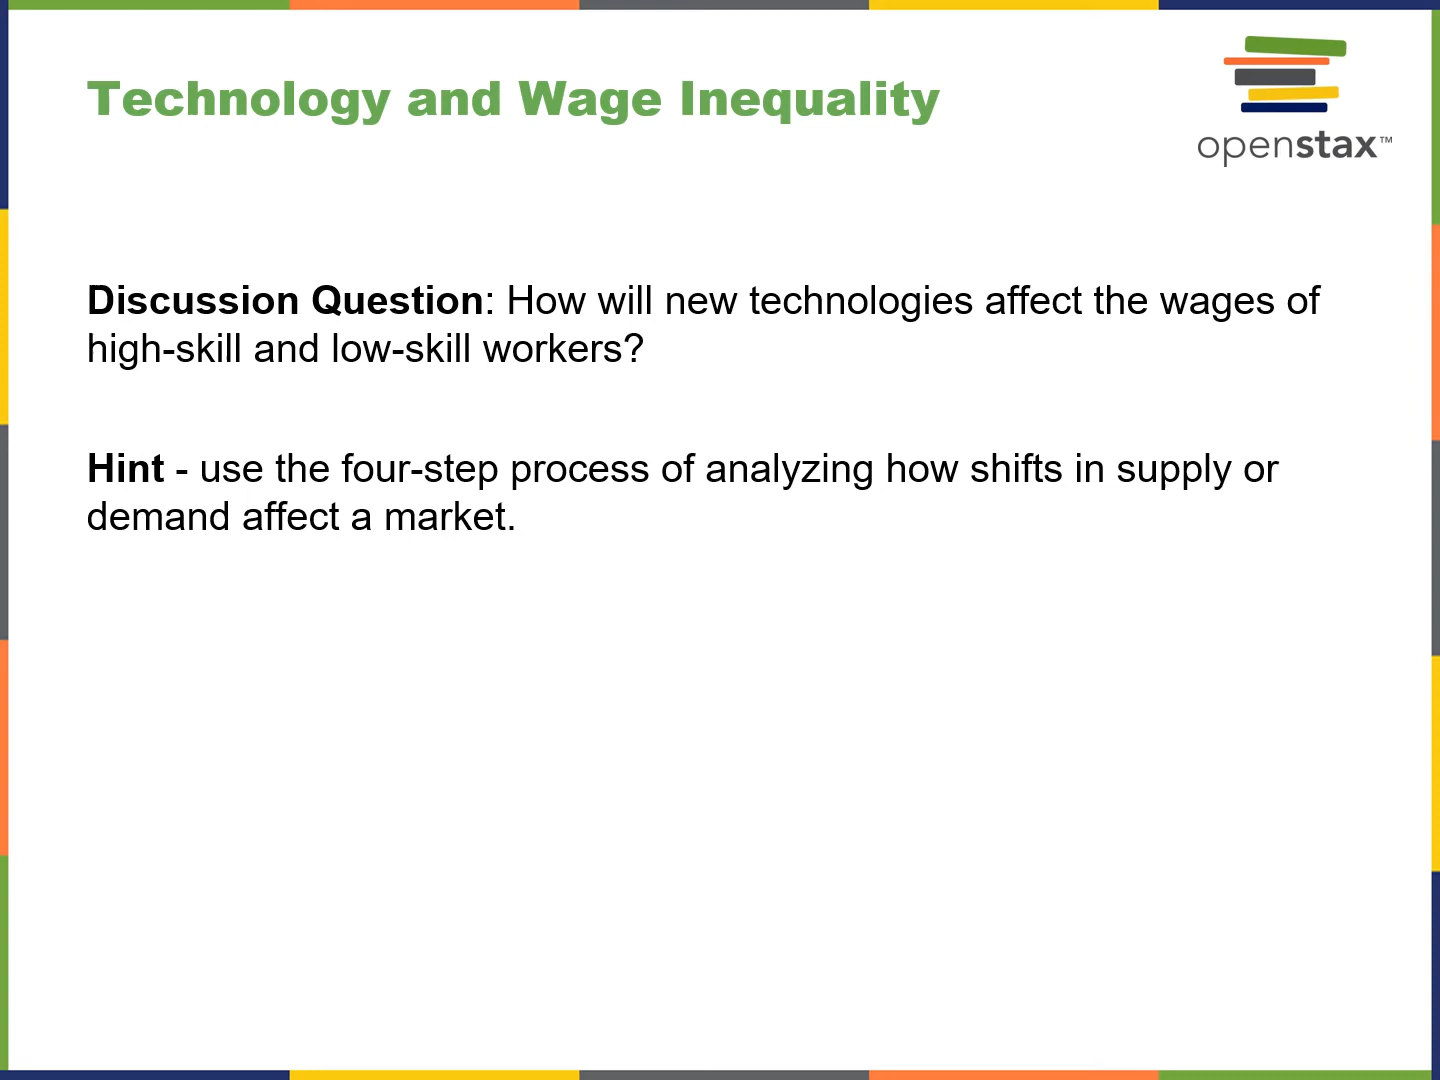 Technology and Wage Inequality
openstax™
Discussion Question: How will new technologies affect the wages of
high-skill and low-skill workers?
Hint - use the four-step process of analyzing how shifts in supply or
demand affect a market.